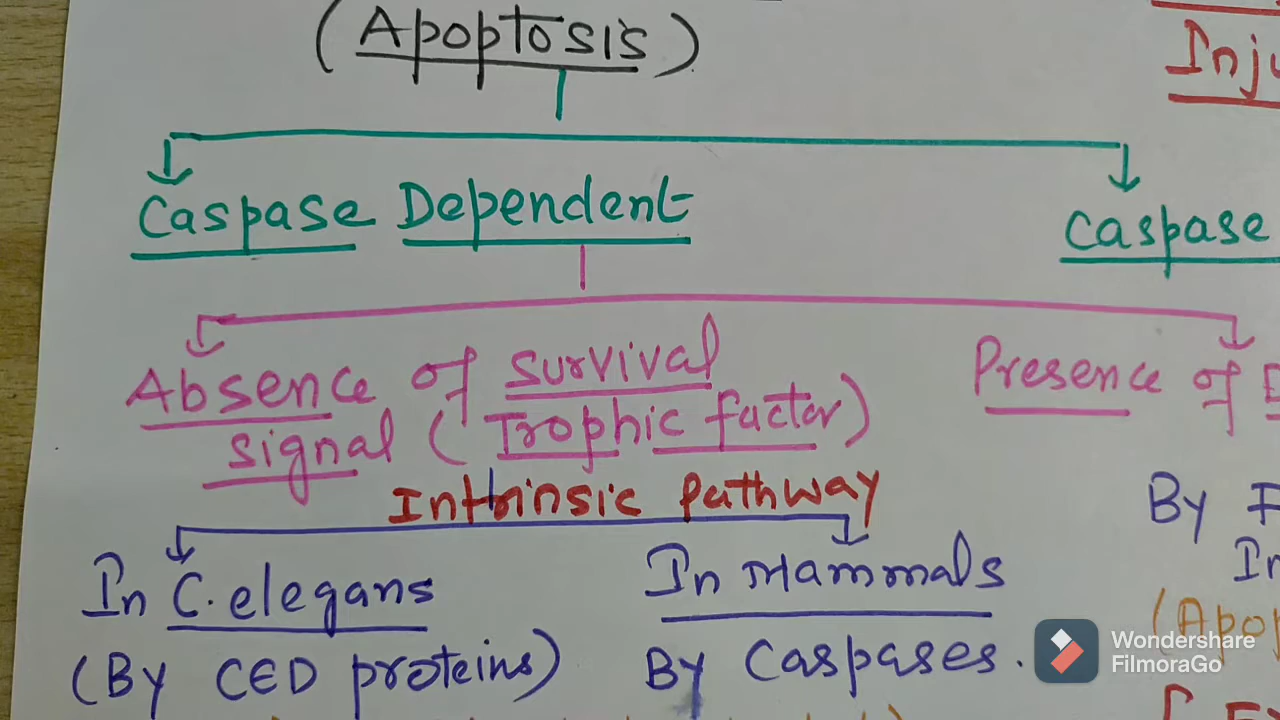 (Apoptosis)
Caspase Dependent
Caspase
Absence of survival
signal (Trophic factor)
Presence of
Intrinsic Pathway
In C. elegans
(By CED proteins)
In Mammals
By Caspases.
By
In
Wondershare
FilmoraGo